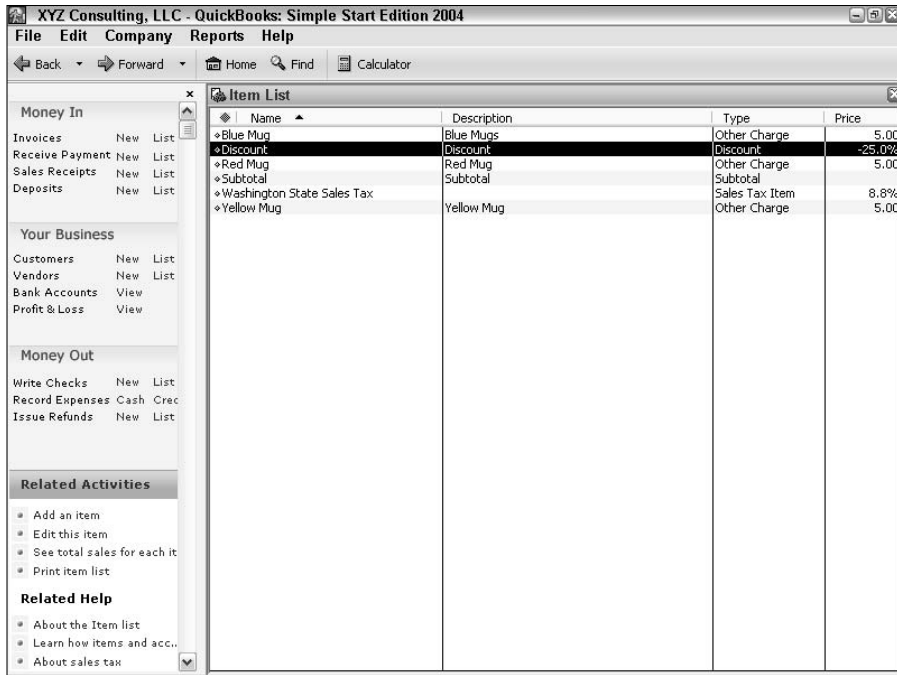 XYZ Consulting, LLC - QuickBooks: Simple Start Edition 2004
File Edit Company Reports Help
Back Forward Home Find Calculator
Money In
Invoices New List
Receive Payment New List
Sales Receipts New List
Deposits New List
Your Business
Customers New List
Vendors New List
Bank Accounts View
Profit & Loss View
Money Out
Write Checks New List
Record Expenses Cash Crec
Issue Refunds New List
Related Activities
Add an item
Edit this item
See total sales for each it
Print item list
Related Help
About the Item list
Learn how items and acc..
About sales tax
Item List
Name Description Type Price
Blue Mug Blue Mugs Other Charge 5.00
Discount Discount Discount -25.0%
Red Mug Red Mug Other Charge 5.00
Subtotal Subtotal Subtotal
Washington State Sales Tax Sales Tax Item 8.8%
Yellow Mug Yellow Mug Other Charge 5.00